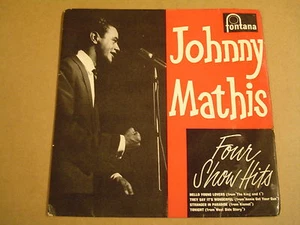 fontana
Johnny
Mathis
Four
Show Hits
HELLO YOUNG LOVERS (from "The King and I")
THEY SAY IT'S WONDERFUL (from "Annie Get Your Gun")
STRANGER IN PARADISE (from "Kismet")
TONIGHT (from "West Side Story")